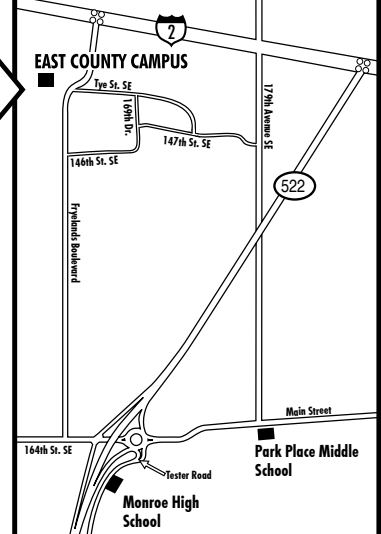 2
EAST COUNTY CAMPUS
Tye St. SE
169th Dr.
179th Avenue SE
147th St. SE
146th St. SE
522
Fryelands Boulevard
Main Street
164th St. SE
Park Place Middle
School
Tester Road
Monroe High
School